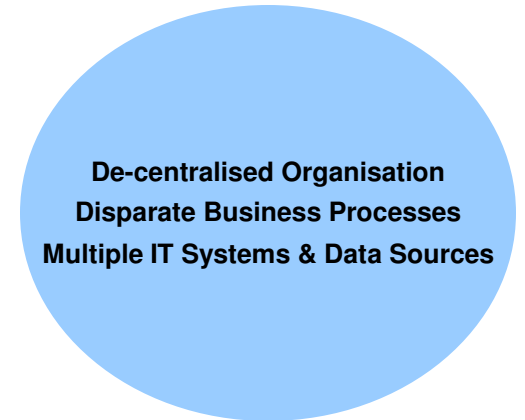 De-centralised Organisation
Disparate Business Processes
Multiple IT Systems & Data Sources